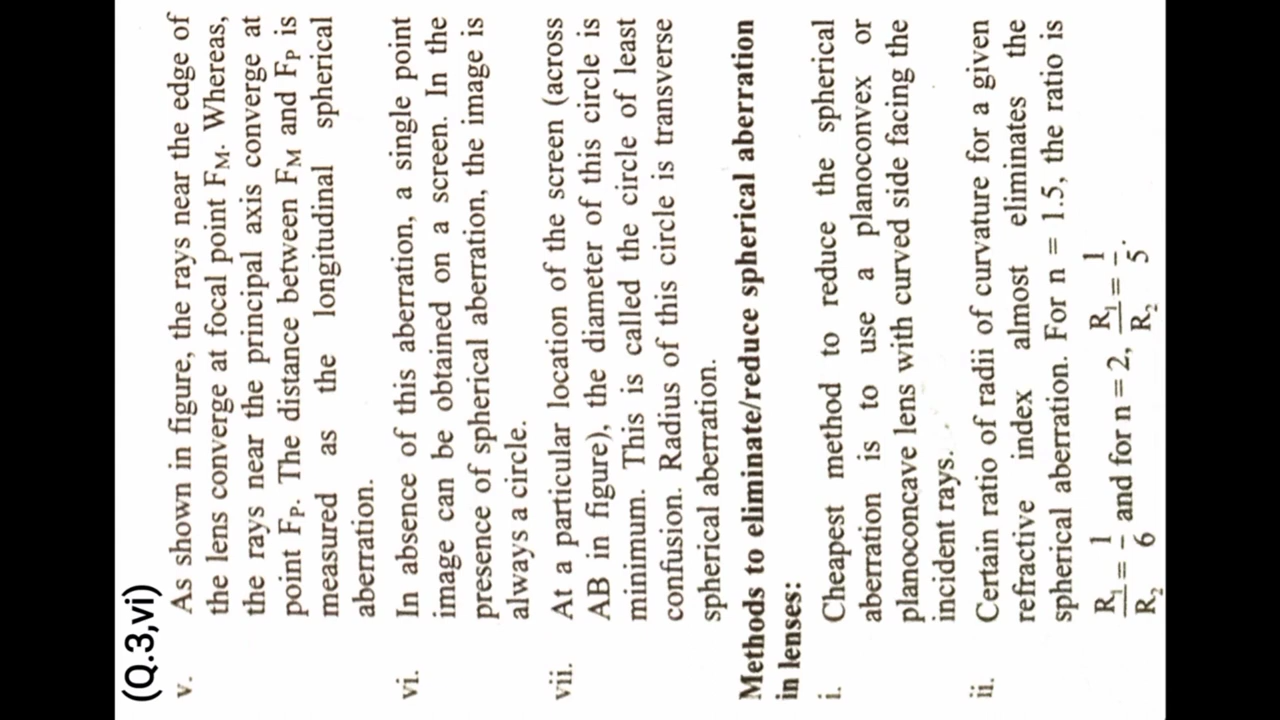 (Q.3,vi)
v. As shown in figure, the rays near the edge of
the lens converge at focal point F_M. Whereas,
the rays near the principal axis converge at
point F_P. The distance between F_M and F_P is
measured as the longitudinal spherical
aberration.
vi. In absence of this aberration, a single point
image can be obtained on a screen. In the
presence of spherical aberration, the image is
always a circle.
vii. At a particular location of the screen (across
AB in figure), the diameter of this circle is
minimum. This is called the circle of least
confusion. Radius of this circle is transverse
spherical aberration.
Methods to eliminate/reduce spherical aberration
in lenses:
i. Cheapest method to reduce the spherical
aberration is to use a planoconvex or
planoconcave lens with curved side facing the
incident rays.
ii. Certain ratio of radii of curvature for a given
refractive index almost eliminates the
spherical aberration. For n = 1.5, the ratio is
R₁/R₂ = 1/6 and for n = 2, R₁/R₂ = 1/5.